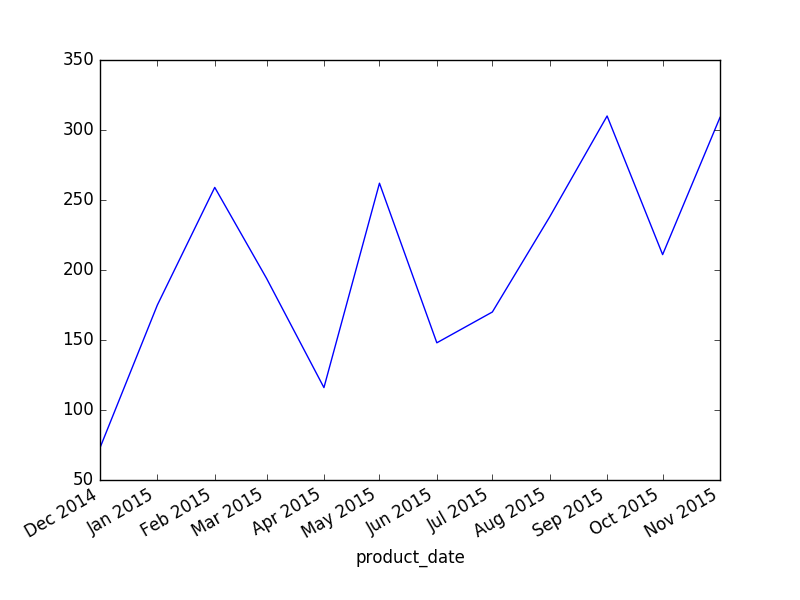 350
300
250
200
150
100
50
Dec 2014
Jan 2015
Feb 2015
Mar 2015
Apr 2015
May 2015
Jun 2015
Jul 2015
Aug 2015
Sep 2015
Oct 2015
Nov 2015
product_date